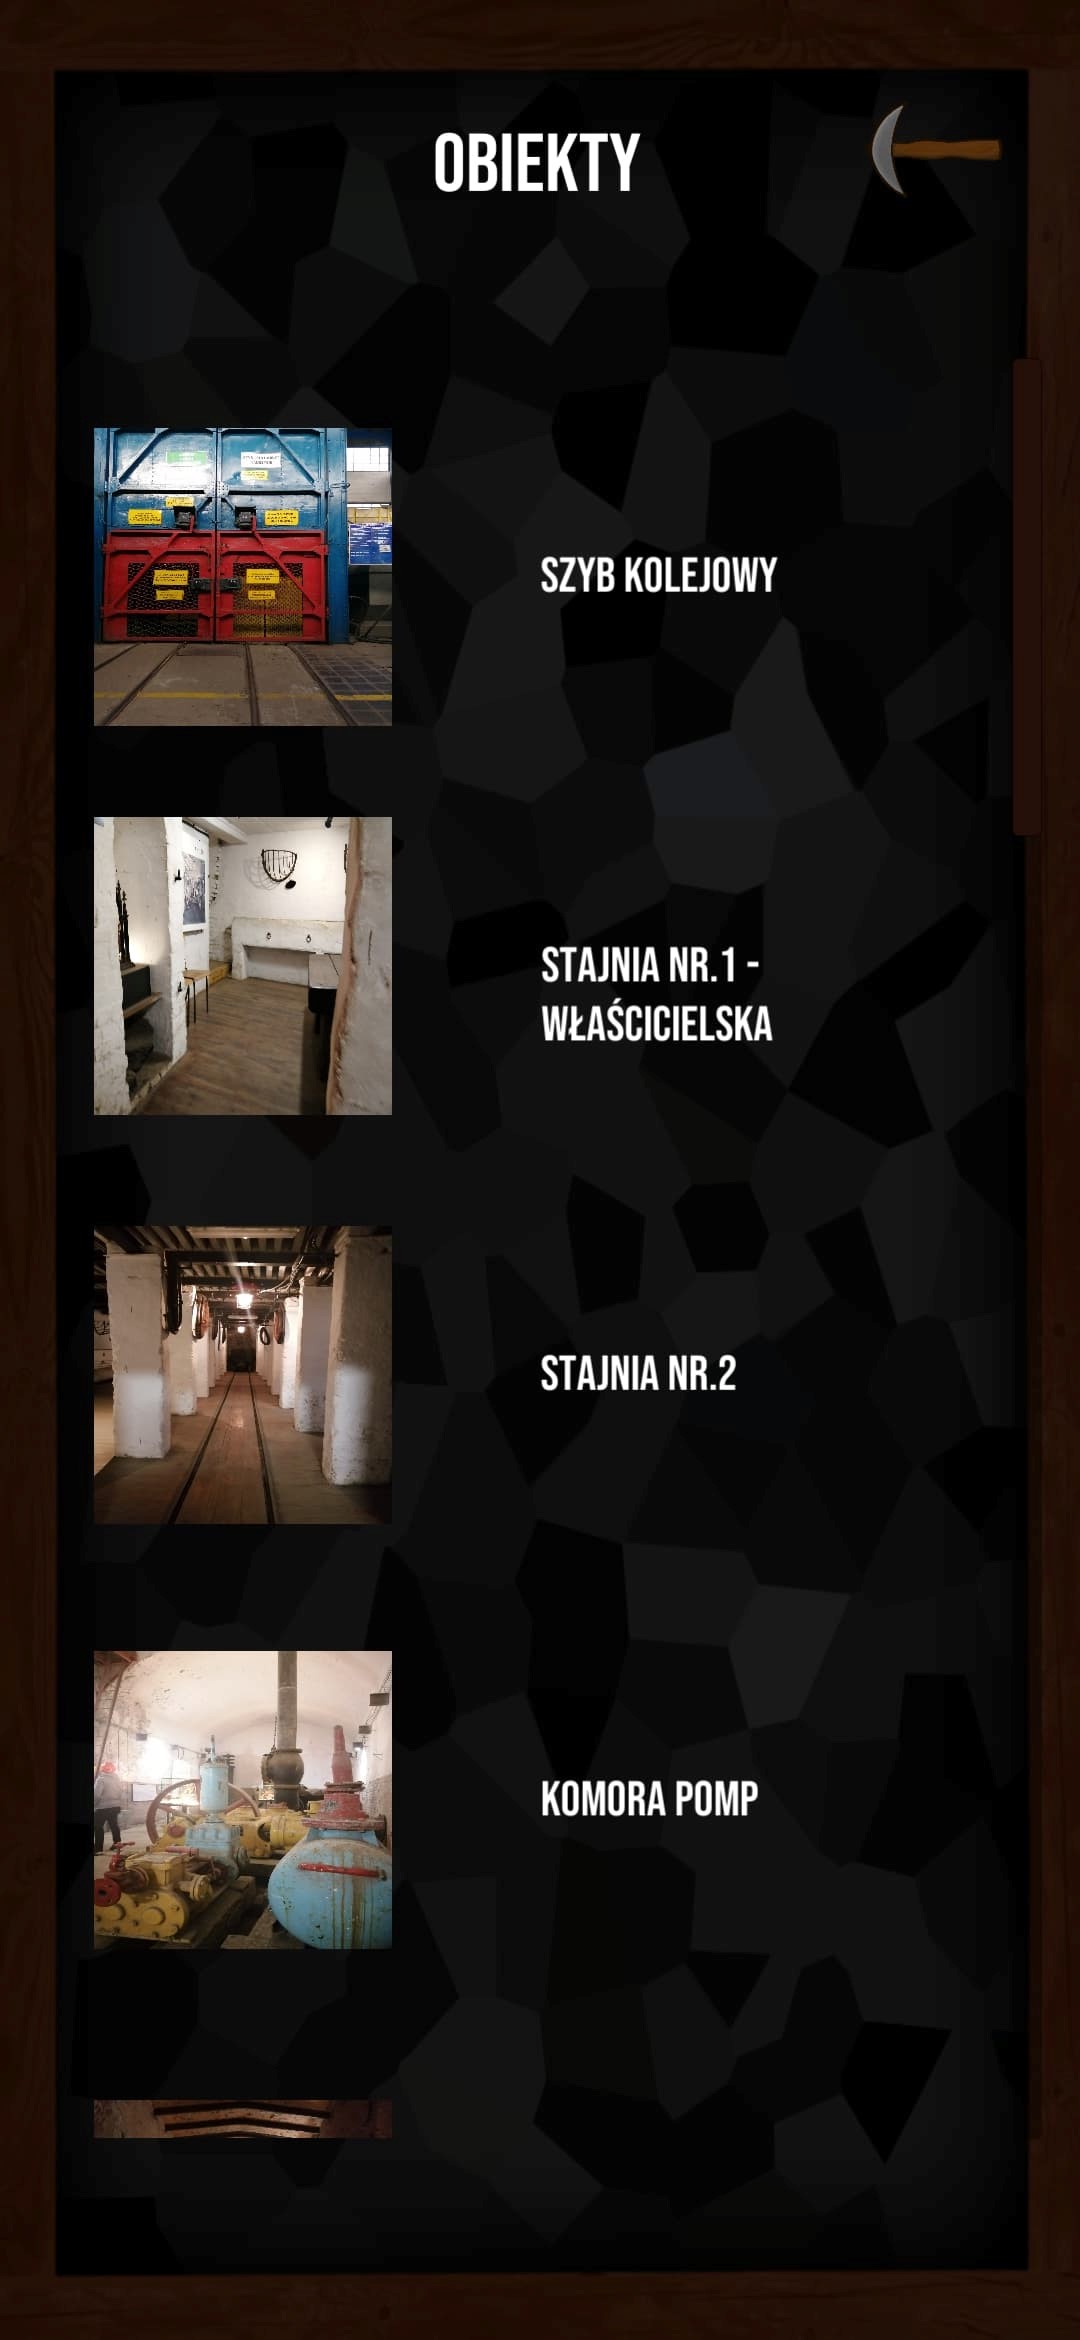 OBIEKTY
SZYB KOLEJOWY
STAJNIA NR.1 -
WŁAŚCICIELSKA
STAJNIA NR.2
KOMORA POMP